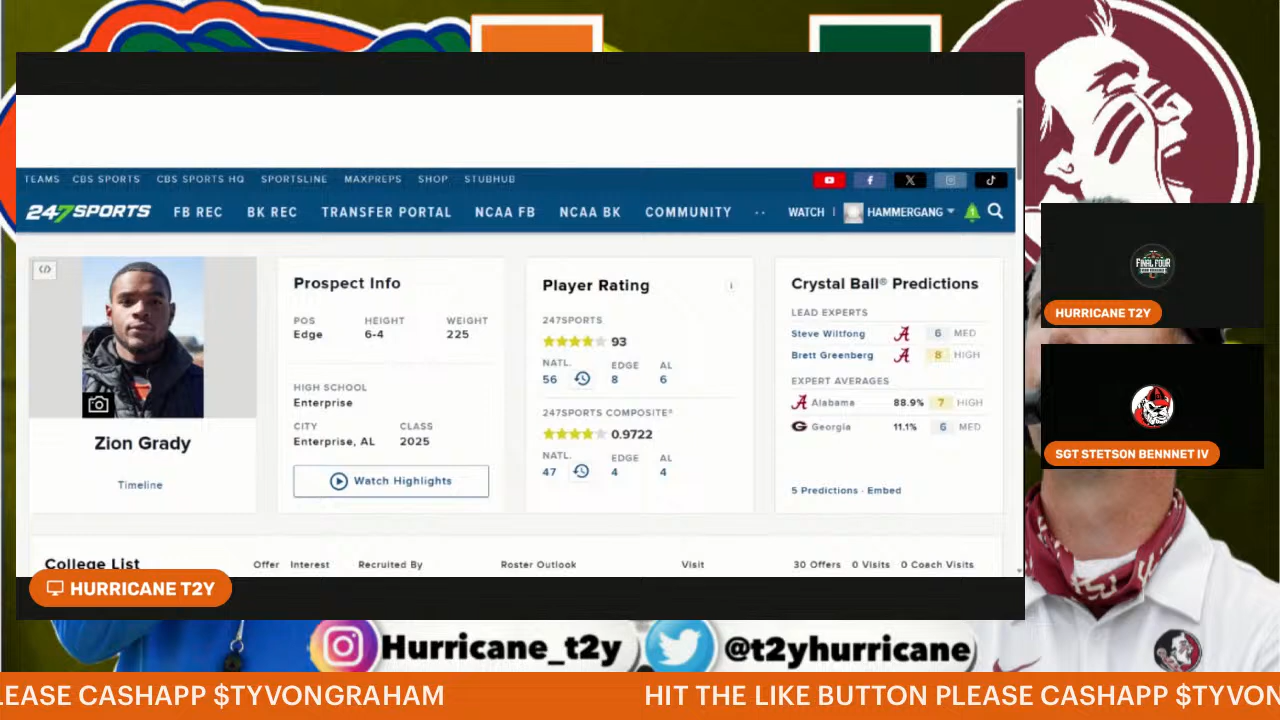 TEAMS CBS SPORTS CBS SPORTS HQ SPORTSLINE MAXPREPS SHOP STUBHUB
247SPORTS FB REC BK REC TRANSFER PORTAL NCAA FB NCAA BK COMMUNITY WATCH HAMMERGANG 1
Zion Grady
Timeline
Prospect Info
POS HEIGHT WEIGHT
Edge 6-4 225
HIGH SCHOOL
Enterprise
CITY CLASS
Enterprise, AL 2025
Watch Highlights
Player Rating
247SPORTS
93
NATL. EDGE AL
56 8 6
247SPORTS COMPOSITE®
0.9722
NATL. EDGE AL
47 4 4
Crystal Ball® Predictions
LEAD EXPERTS
Steve Wiltfong 6 MED
Brett Greenberg 8 HIGH
EXPERT AVERAGES
Alabama 88.9% 7 HIGH
Georgia 11.1% 6 MED
5 Predictions · Embed
College List Offer Interest Recruited By Roster Outlook Visit 30 Offers 0 Visits 0 Coach Visits
HURRICANE T2Y
FINAL FOUR
HURRICANE T2Y
SGT STETSON BENNNET IV
Hurricane_t2y @t2yhurricane
LEASE CASHAPP $TYVONGRAHAM HIT THE LIKE BUTTON PLEASE CASHAPP $TYVON